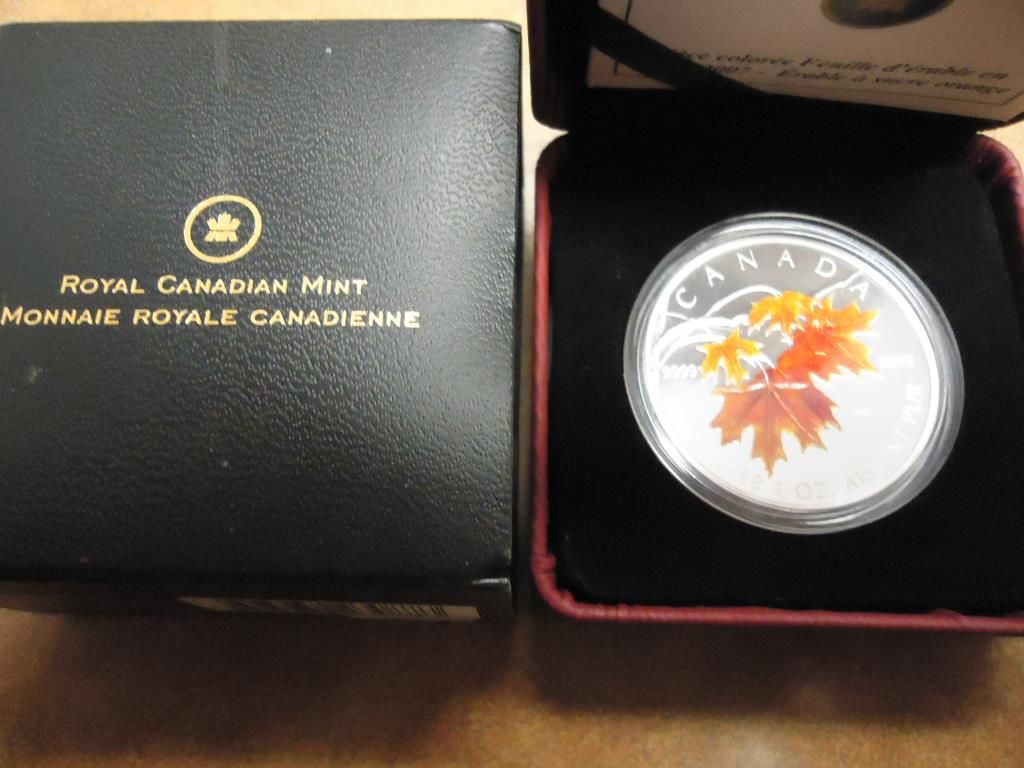 ROYAL CANADIAN MINT
MONNAIE ROYALE CANADIENNE
colorée Feuille d'érable en
2007 - Érable à sucre orange
CANADA
9999 9999
1 OZ. ARGENT PUR